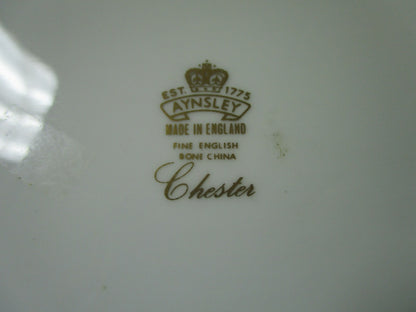 EST. 1775
AYNSLEY
MADE IN ENGLAND
FINE ENGLISH
BONE CHINA
Chester